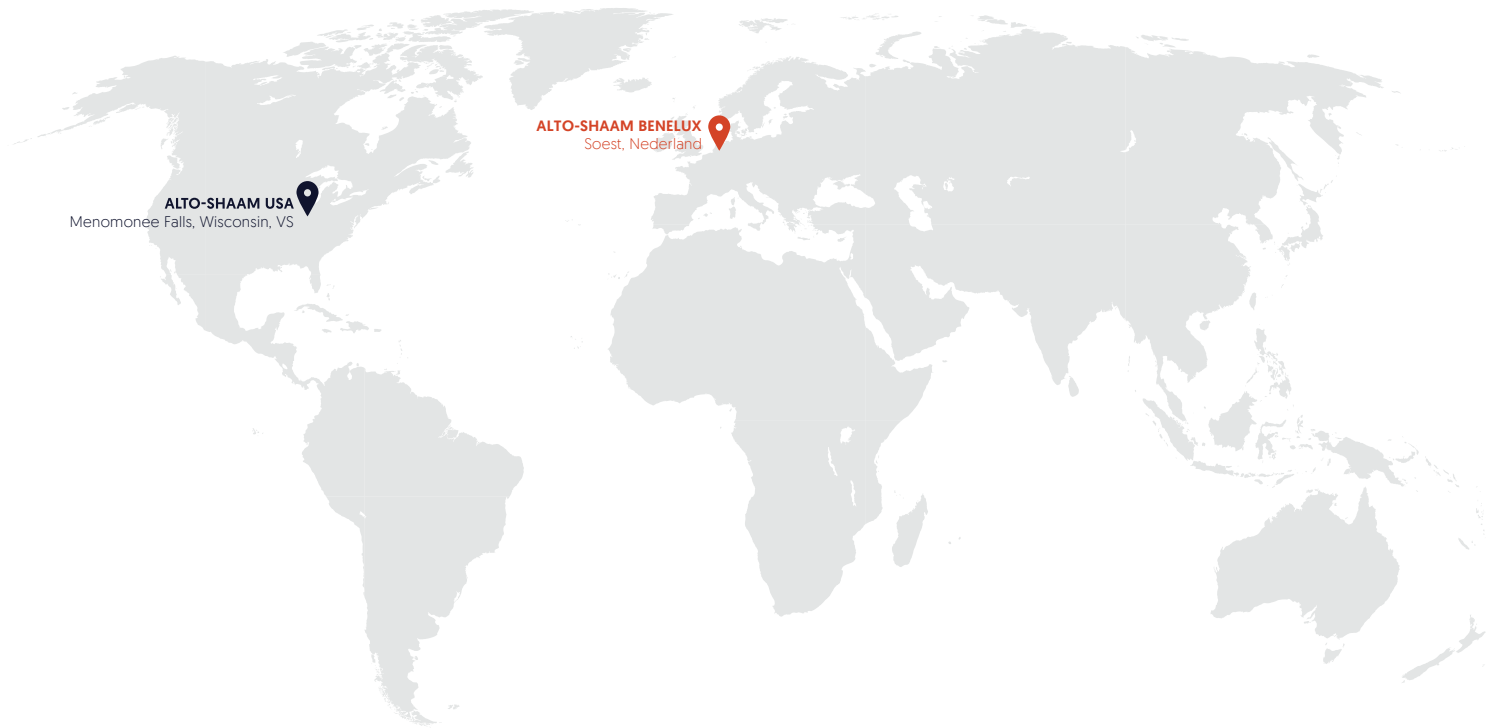 ALTO-SHAAM BENELUX
Soest, Nederland
ALTO-SHAAM USA
Menomonee Falls, Wisconsin, VS